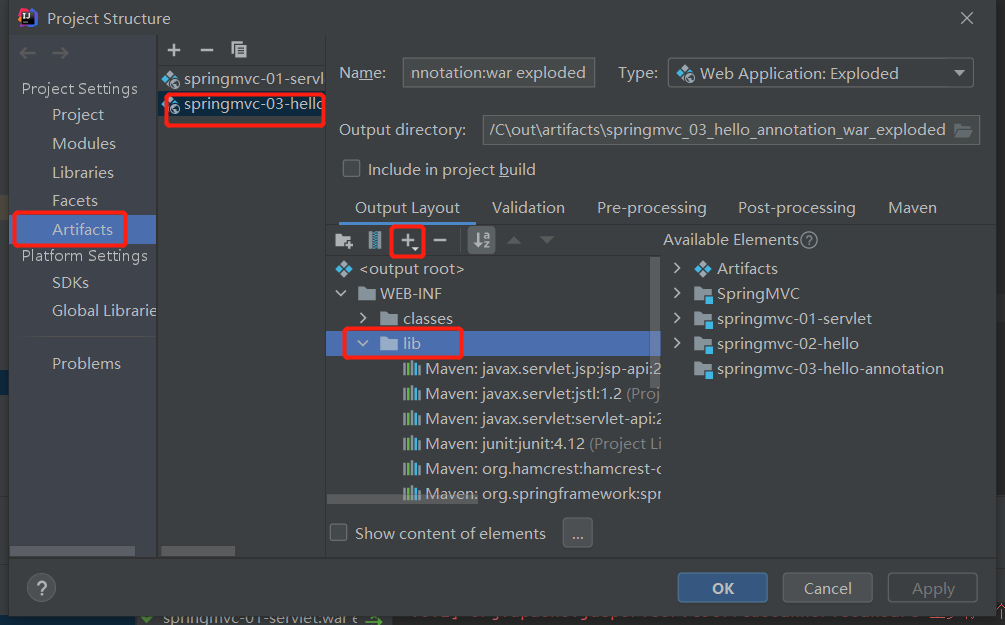 Project Structure
Project Settings
Project
Modules
Libraries
Facets
Artifacts
Platform Settings
SDKs
Global Librarie
Problems
springmvc-01-servl
springmvc-03-hello
Name: nnotation:war exploded Type: Web Application: Exploded
Output directory: /C\out\artifacts\springmvc_03_hello_annotation_war_exploded
Include in project build
Output Layout Validation Pre-processing Post-processing Maven
Available Elements ?
<output root>
WEB-INF
classes
lib
Maven: javax.servlet.jsp:jsp-api:2
Maven: javax.servlet:jstl:1.2 (Proj
Maven: javax.servlet:servlet-api:2
Maven: junit:junit:4.12 (Project Li
Maven: org.hamcrest:hamcrest-c
Maven: org.springframework:spr
Artifacts
SpringMVC
springmvc-01-servlet
springmvc-02-hello
springmvc-03-hello-annotation
Show content of elements ...
? OK Cancel Apply
springmvc-01-servlet:war e